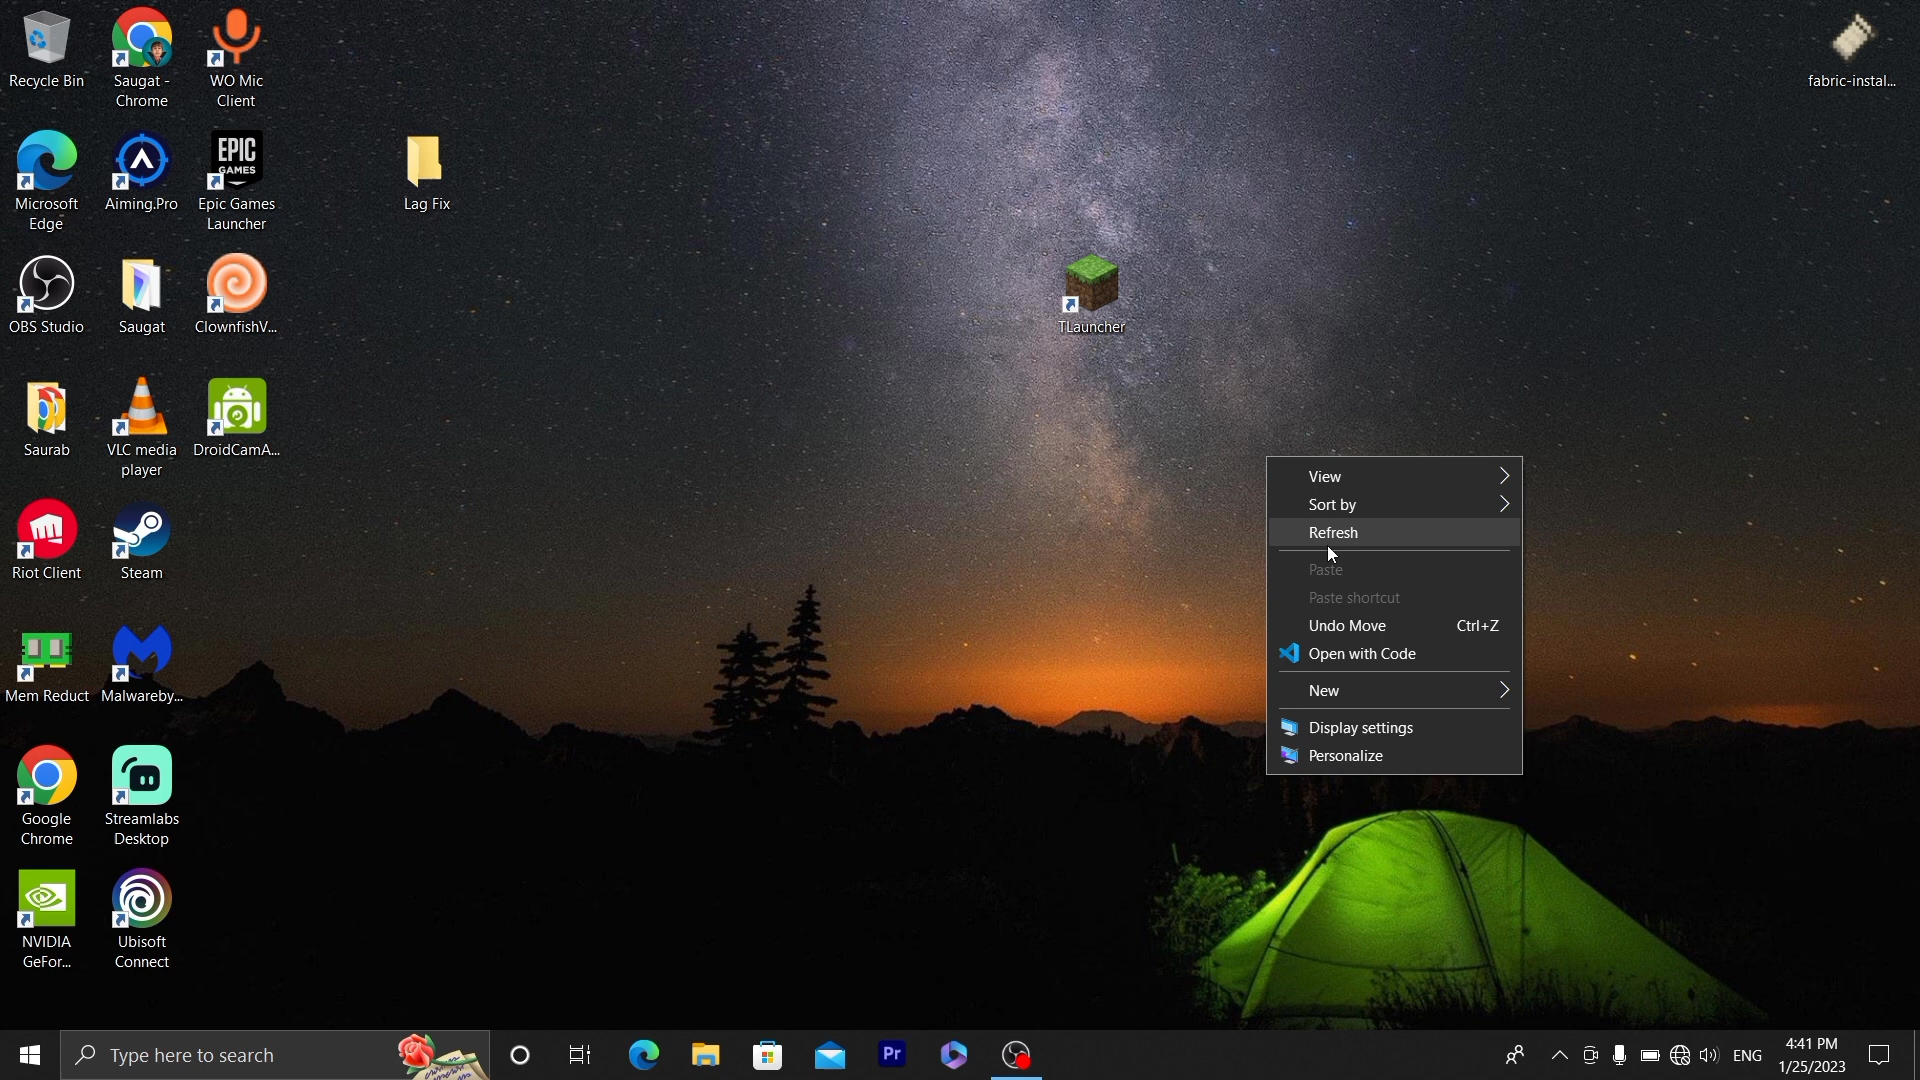 Recycle Bin
Saugat -
Chrome
WO Mic
Client
fabric-instal...
Microsoft
Edge
Aiming.Pro
EPIC
GAMES
Epic Games
Launcher
Lag Fix
OBS Studio
Saugat
ClownfishV...
TLauncher
Saurab
VLC media
player
DroidCamA...
Riot Client
Steam
Mem Reduct
Malwareby...
Google
Chrome
Streamlabs
Desktop
NVIDIA
GeFor...
Ubisoft
Connect
View
Sort by
Refresh
Paste
Paste shortcut
Undo Move Ctrl+Z
Open with Code
New
Display settings
Personalize
Type here to search
Pr
ENG
4:41 PM
1/25/2023